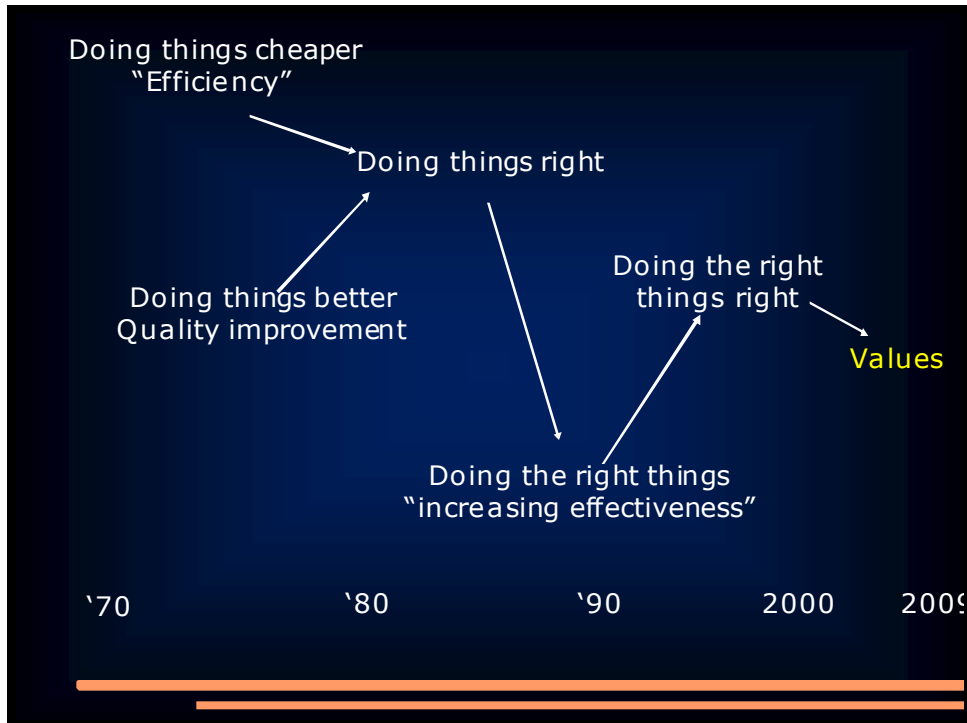 Doing things cheaper
“Efficiency”
Doing things right
Doing things better
Quality improvement
Doing the right
things right
Values
Doing the right things
“increasing effectiveness”
‘70
‘80
‘90
2000
2009